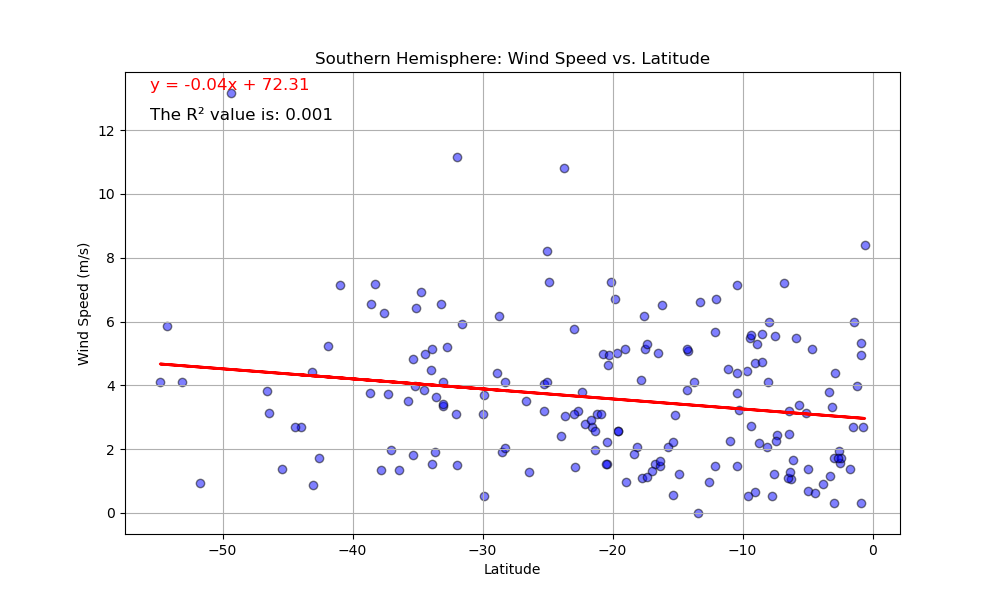 Southern Hemisphere: Wind Speed vs. Latitude
y = -0.04x + 72.31
The R² value is: 0.001
12
10
8
6
4
2
0
Wind Speed (m/s)
−50 −40 −30 −20 −10 0
Latitude